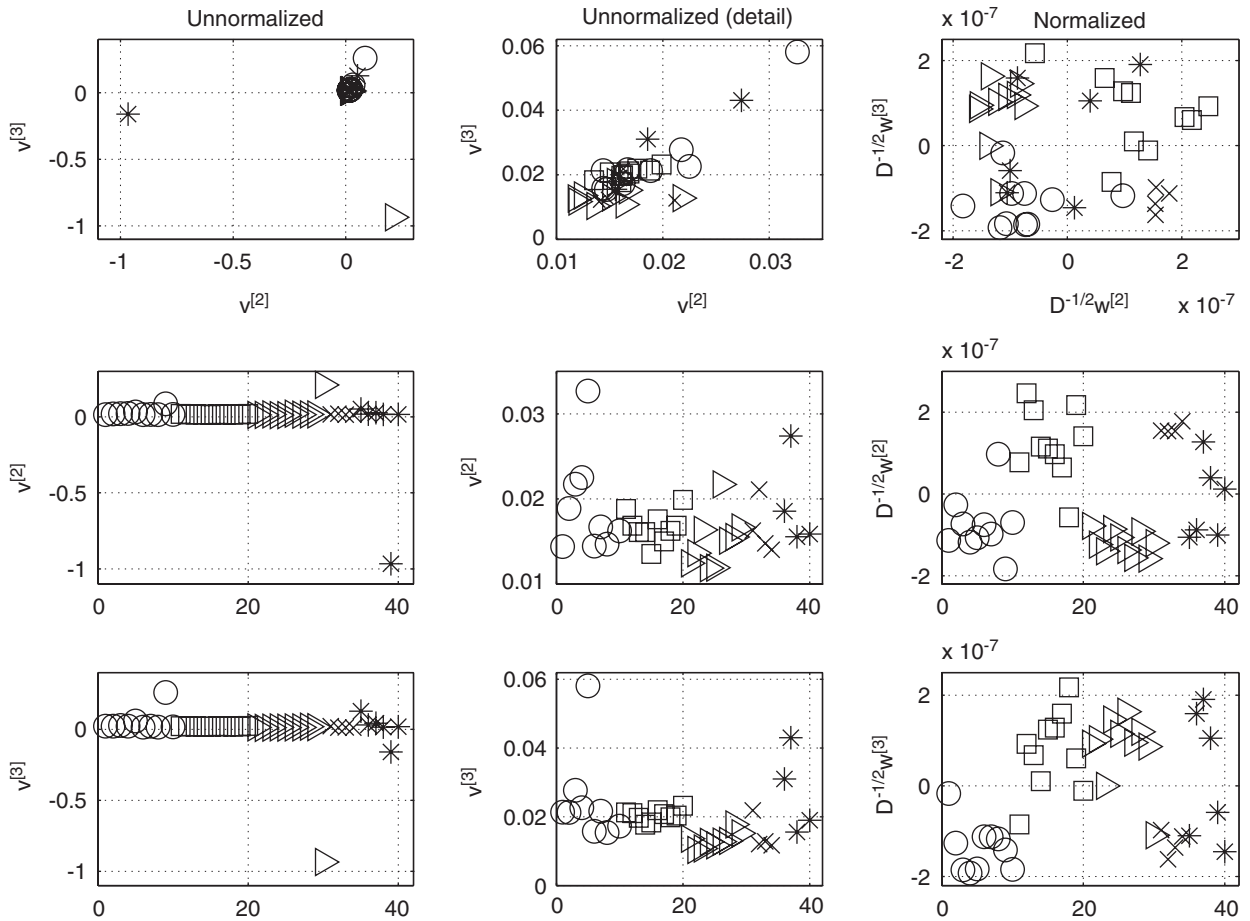 Unnormalized
Unnormalized (detail)
x 10⁻⁷ Normalized
0
-0.5
-1
v[3]
-1 -0.5 0
v[2]
0.06
0.04
0.02
0
v[3]
0.01 0.02 0.03
v[2]
2
0
-2
D⁻¹/²w[3]
-2 0 2
D⁻¹/²w[2] x 10⁻⁷
0
-0.5
-1
v[2]
0 20 40
0.03
0.02
0.01
v[2]
0 20 40
x 10⁻⁷
2
0
-2
D⁻¹/²w[2]
0 20 40
0
-0.5
-1
v[3]
0 20 40
0.06
0.04
0.02
0
v[3]
0 20 40
x 10⁻⁷
2
0
-2
D⁻¹/²w[3]
0 20 40